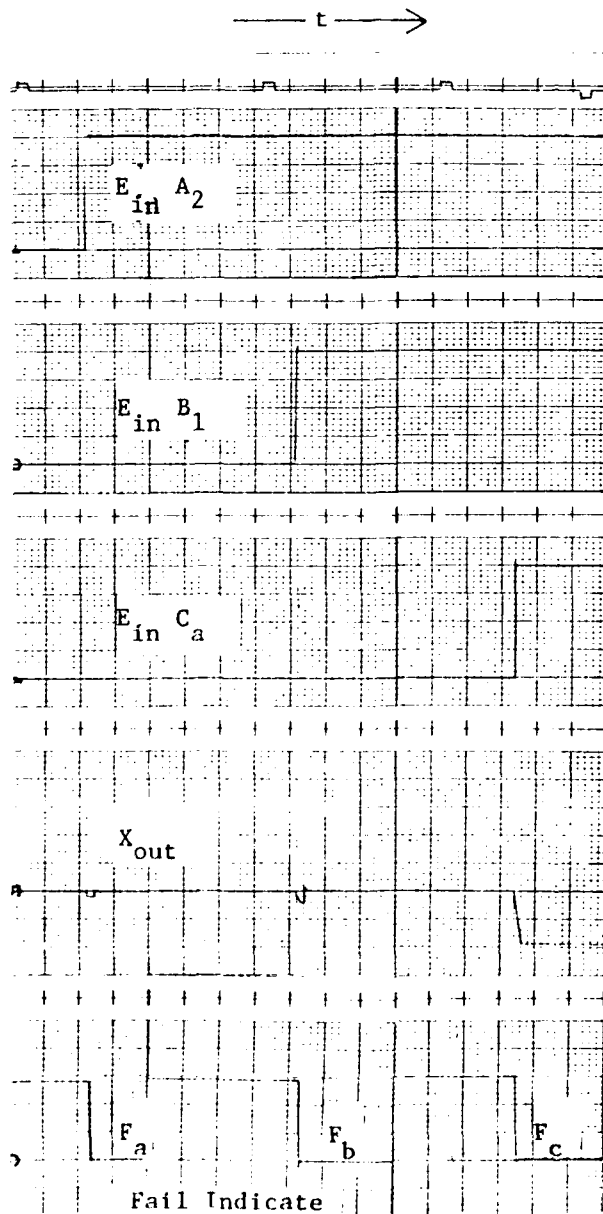 t
E_in A_2
E_in B_1
E_in C_a
X_out
F_a F_b F_c
Fail Indicate